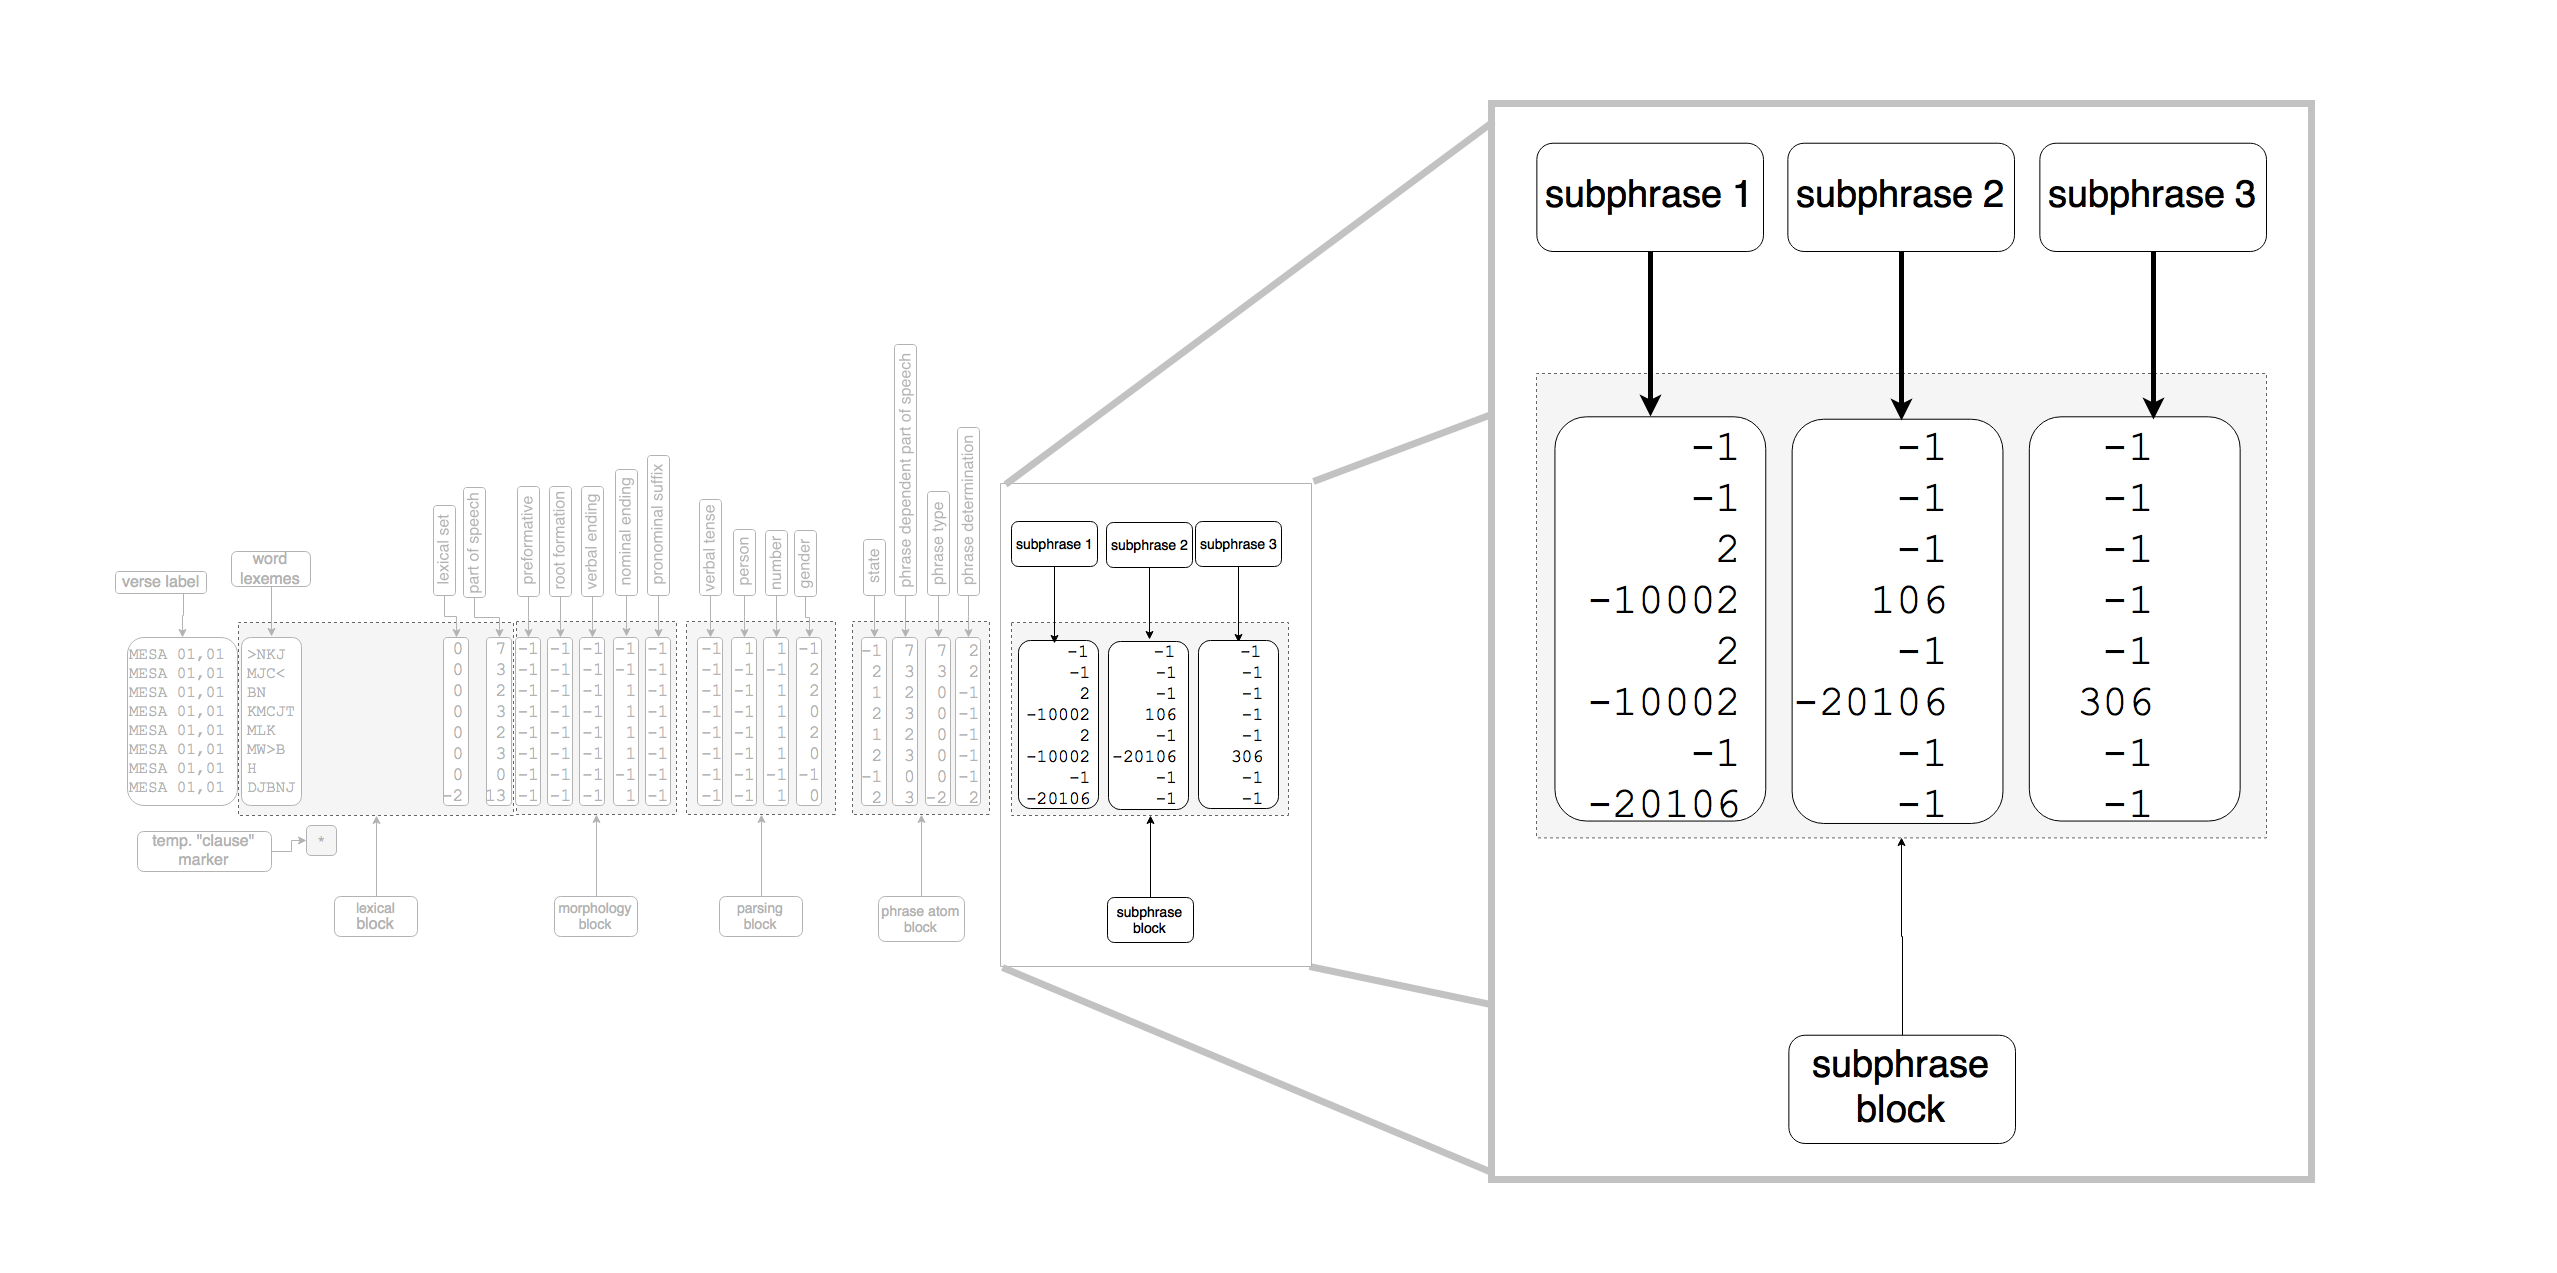 subphrase 1 subphrase 2 subphrase 3
-1 -1 -1
-1 -1 -1
2 -1 -1
-10002 106 -1
2 -1 -1
-10002 -20106 306
-1 -1 -1
-20106 -1 -1
subphrase
block
verse label
word
lexemes
lexical set
part of speech
preformative
root formation
verbal ending
nominal ending
pronominal suffix
verbal tense
person
number
gender
state
phrase dependent part of speech
phrase type
phrase determination
subphrase 1 subphrase 2 subphrase 3
MESA 01,01 >NKJ 0 7 -1 -1 -1 -1 -1 -1 1 1 -1 -1 7 7 2 -1 -1 -1
MESA 01,01 MJC< 0 3 -1 -1 -1 -1 -1 -1 -1 -1 2 2 3 3 2 -1 -1 -1
MESA 01,01 BN 0 2 -1 -1 -1 1 -1 -1 -1 1 2 1 2 0 -1 2 -1 -1
MESA 01,01 KMCJT 0 3 -1 -1 -1 1 -1 -1 -1 1 0 2 3 0 -1 -10002 106 -1
MESA 01,01 MLK 0 2 -1 -1 -1 1 -1 -1 -1 1 2 1 2 0 -1 2 -1 -1
MESA 01,01 MW>B 0 3 -1 -1 -1 1 -1 -1 -1 1 0 2 3 0 -1 -10002 -20106 306
MESA 01,01 H 0 0 -1 -1 -1 -1 -1 -1 -1 -1 -1 -1 0 0 -1 -1 -1 -1
MESA 01,01 DJBNJ -2 13 -1 -1 -1 1 -1 -1 -1 1 0 2 3 -2 2 -20106 -1 -1
temp. "clause"
marker
*
lexical
block
morphology
block
parsing
block
phrase atom
block
subphrase
block